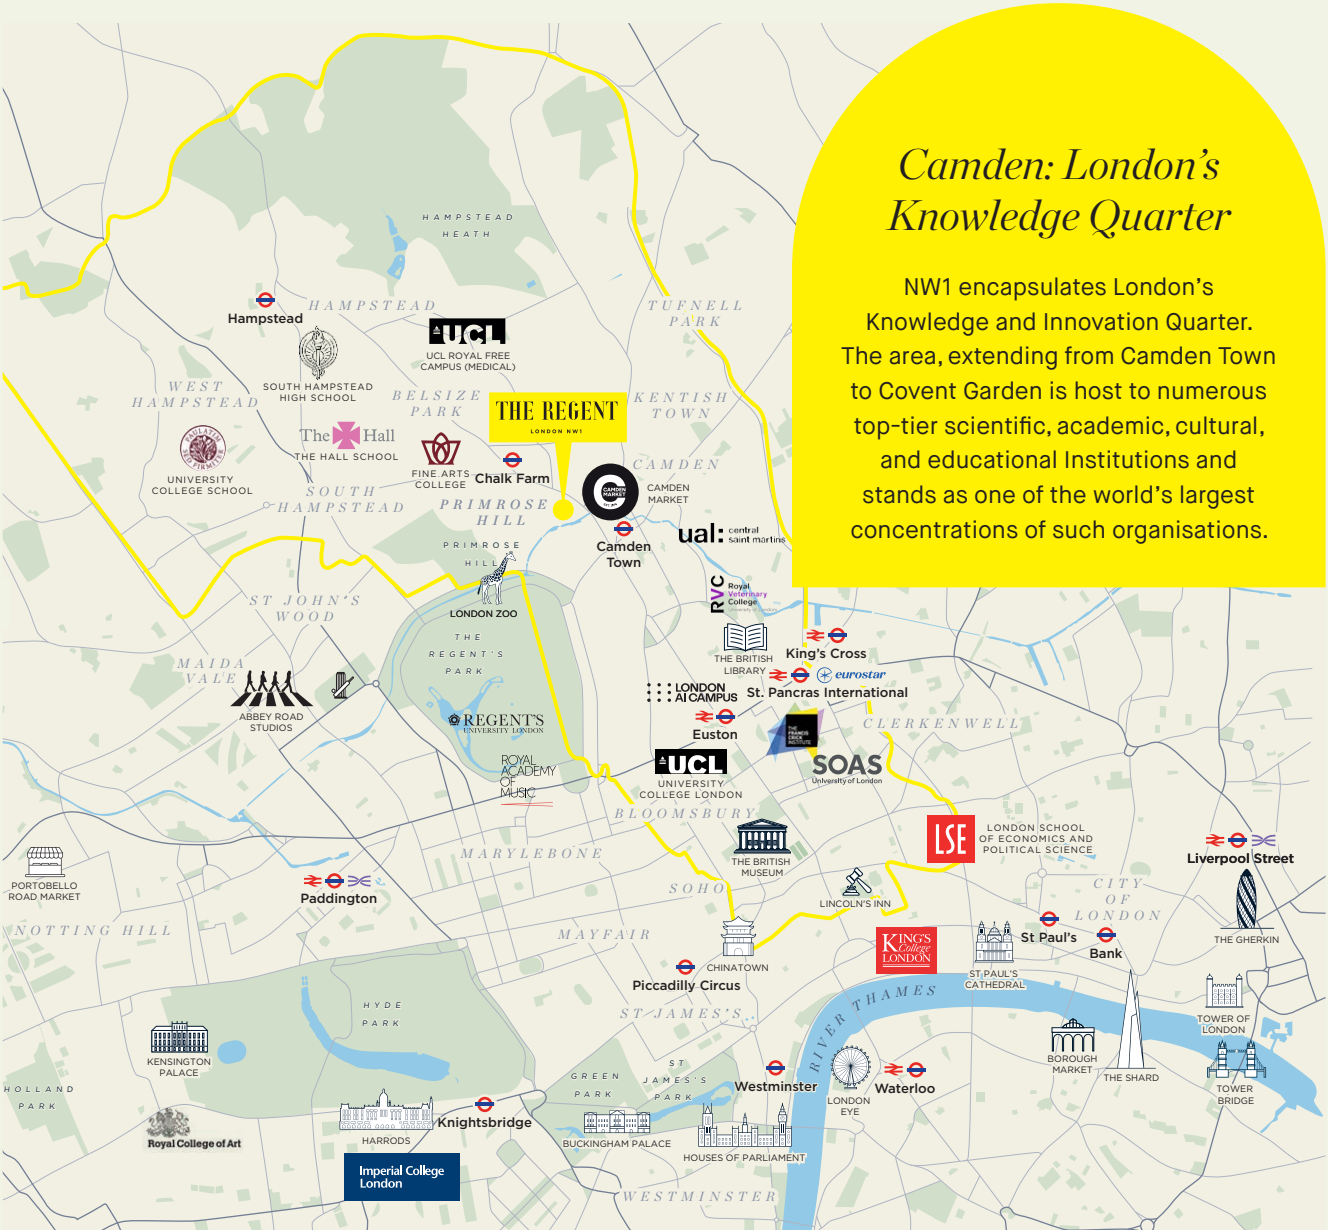 Camden: London's
Knowledge Quarter
NW1 encapsulates London's
Knowledge and Innovation Quarter.
The area, extending from Camden Town
to Covent Garden is host to numerous
top-tier scientific, academic, cultural,
and educational Institutions and
stands as one of the world's largest
concentrations of such organisations.
HAMPSTEAD
HEATH
Hampstead
HAMPSTEAD
TUFNELL
PARK
UCL
UCL ROYAL FREE
CAMPUS (MEDICAL)
SOUTH HAMPSTEAD
HIGH SCHOOL
WEST
HAMPSTEAD
BELSIZE
PARK
THE REGENT
LONDON NW1
KENTISH
TOWN
PAULATIM
SED FIRMITER
UNIVERSITY
COLLEGE SCHOOL
The Hall
THE HALL SCHOOL
FINE ARTS
COLLEGE
Chalk Farm
CAMDEN
CAMDEN
MARKET
CAMDEN
MARKET
SOUTH
HAMPSTEAD
PRIMROSE
HILL
ual: central
saint martins
Camden
Town
PRIMROSE
HILL
LONDON ZOO
RVC
Royal
Veterinary
College
University of London
ST JOHN'S
WOOD
THE
REGENT'S
PARK
THE BRITISH
LIBRARY
King's Cross
eurostar
St. Pancras International
MAIDA
VALE
ABBEY ROAD
STUDIOS
LONDON
AI CAMPUS
Euston
REGENT'S
UNIVERSITY LONDON
THE
FRANCIS
CRICK
INSTITUTE
CLERKENWELL
ROYAL
ACADEMY
OF
MUSIC
UCL
UNIVERSITY
COLLEGE LONDON
SOAS
University of London
BLOOMSBURY
LSE
LONDON SCHOOL
OF ECONOMICS AND
POLITICAL SCIENCE
MARYLEBONE
THE BRITISH
MUSEUM
Liverpool Street
PORTOBELLO
ROAD MARKET
Paddington
SOHO
LINCOLN'S INN
CITY
OF
LONDON
NOTTING HILL
MAYFAIR
KING'S
College
LONDON
St Paul's
Bank
THE GHERKIN
CHINATOWN
Piccadilly Circus
ST PAUL'S
CATHEDRAL
RIVER THAMES
HYDE
PARK
ST JAMES'S
TOWER OF
LONDON
KENSINGTON
PALACE
BOROUGH
MARKET
THE SHARD
HOLLAND
PARK
GREEN
PARK
ST
JAMES'S
PARK
Westminster
LONDON
EYE
Waterloo
TOWER
BRIDGE
Royal College of Art
HARRODS
Knightsbridge
BUCKINGHAM PALACE
HOUSES OF PARLIAMENT
Imperial College
London
WESTMINSTER